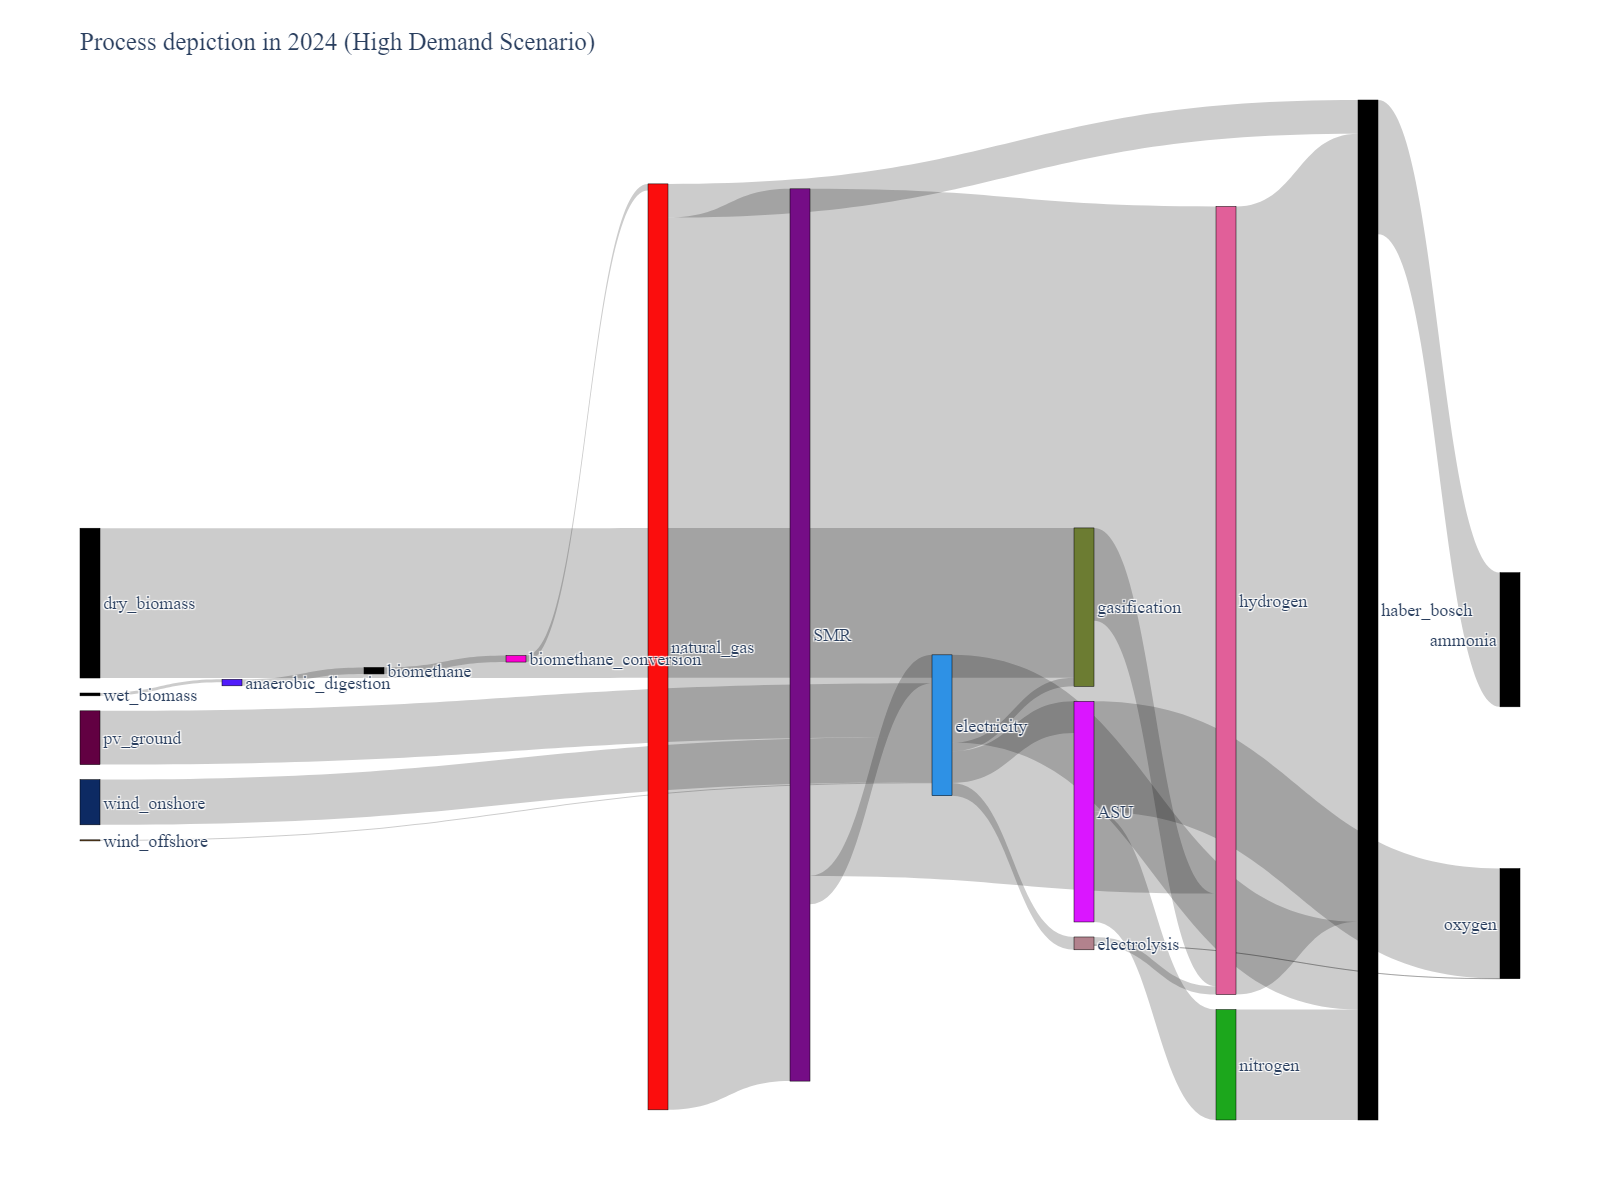 Process depiction in 2024 (High Demand Scenario)
dry_biomass
wet_biomass
pv_ground
wind_onshore
wind_offshore
anaerobic_digestion
biomethane
biomethane_conversion
natural_gas
SMR
electricity
gasification
ASU
electrolysis
hydrogen
nitrogen
haber_bosch
ammonia
oxygen